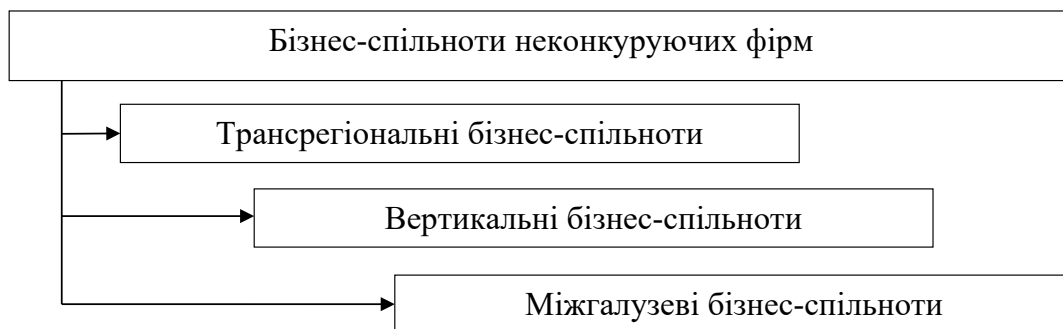 Бізнес-спільноти неконкуруючих фірм
Трансрегіональні бізнес-спільноти
Вертикальні бізнес-спільноти
Міжгалузеві бізнес-спільноти